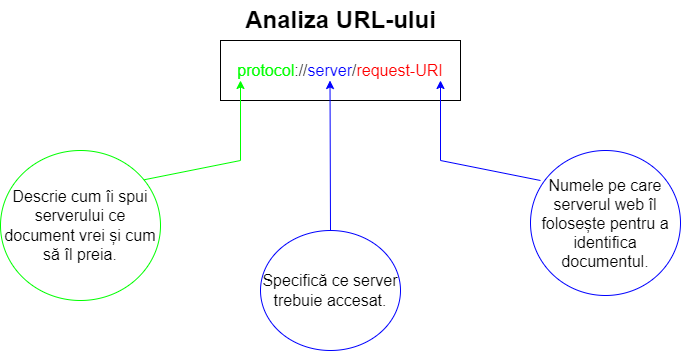 Analiza URL-ului
protocol://server/request-URI
Descrie cum îi spui
serverului ce
document vrei și cum
să îl preia.
Specifică ce server
trebuie accesat.
Numele pe care
serverul web îl
folosește pentru a
identifica
documentul.